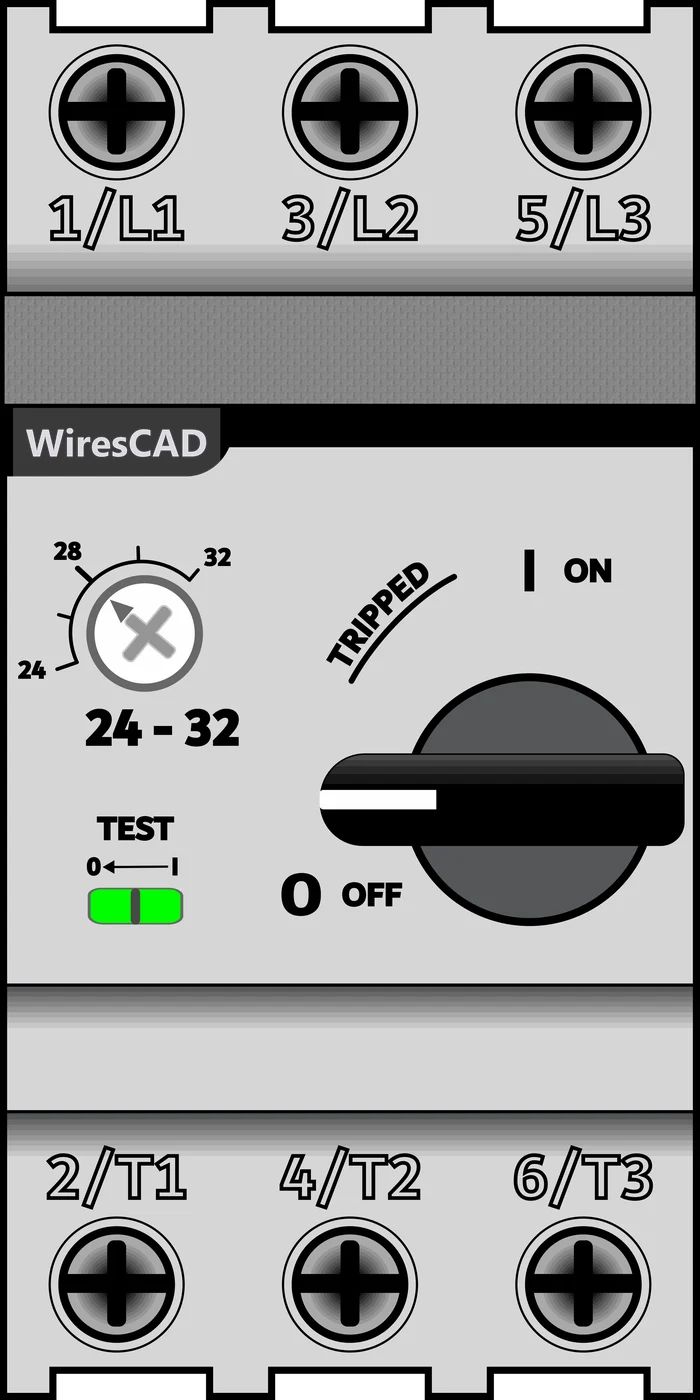 1/L1 3/L2 5/L3
WiresCAD
28 32
24
24 - 32
TRIPPED
I ON
TEST
0 I
0 OFF
2/T1 4/T2 6/T3